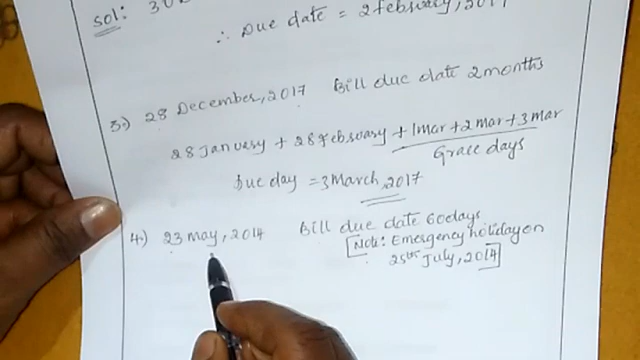 Sol: 30
∴ Due date = 2 February, 2017
3.) 28 December, 2017 Bill due date 2 months
28 January + 28 February + 1 mar + 2 mar + 3 mar
Grace days
Due day = 3 March, 2017
4.) 23 may, 2014 Bill due date 60 days
[Note: Emergency holiday on
25th July, 2014]